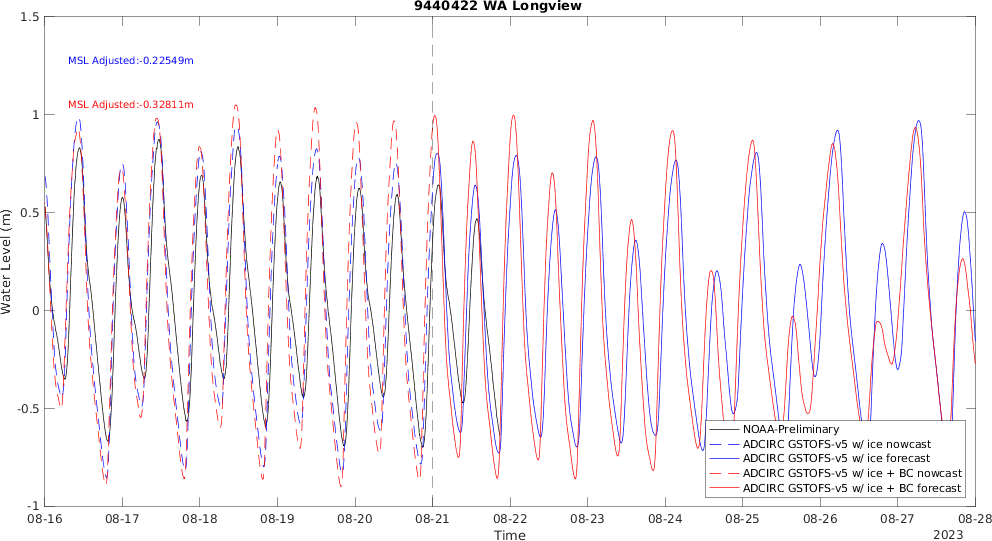 9440422 WA Longview
1.5
MSL Adjusted:-0.22549m
MSL Adjusted:-0.32811m
1
0.5
Water Level (m)
0
-0.5
NOAA-Preliminary
ADCIRC GSTOFS-v5 w/ ice nowcast
ADCIRC GSTOFS-v5 w/ ice forecast
ADCIRC GSTOFS-v5 w/ ice + BC nowcast
ADCIRC GSTOFS-v5 w/ ice + BC forecast
-1
08-16 08-17 08-18 08-19 08-20 08-21 08-22 08-23 08-24 08-25 08-26 08-27 08-28
Time
2023